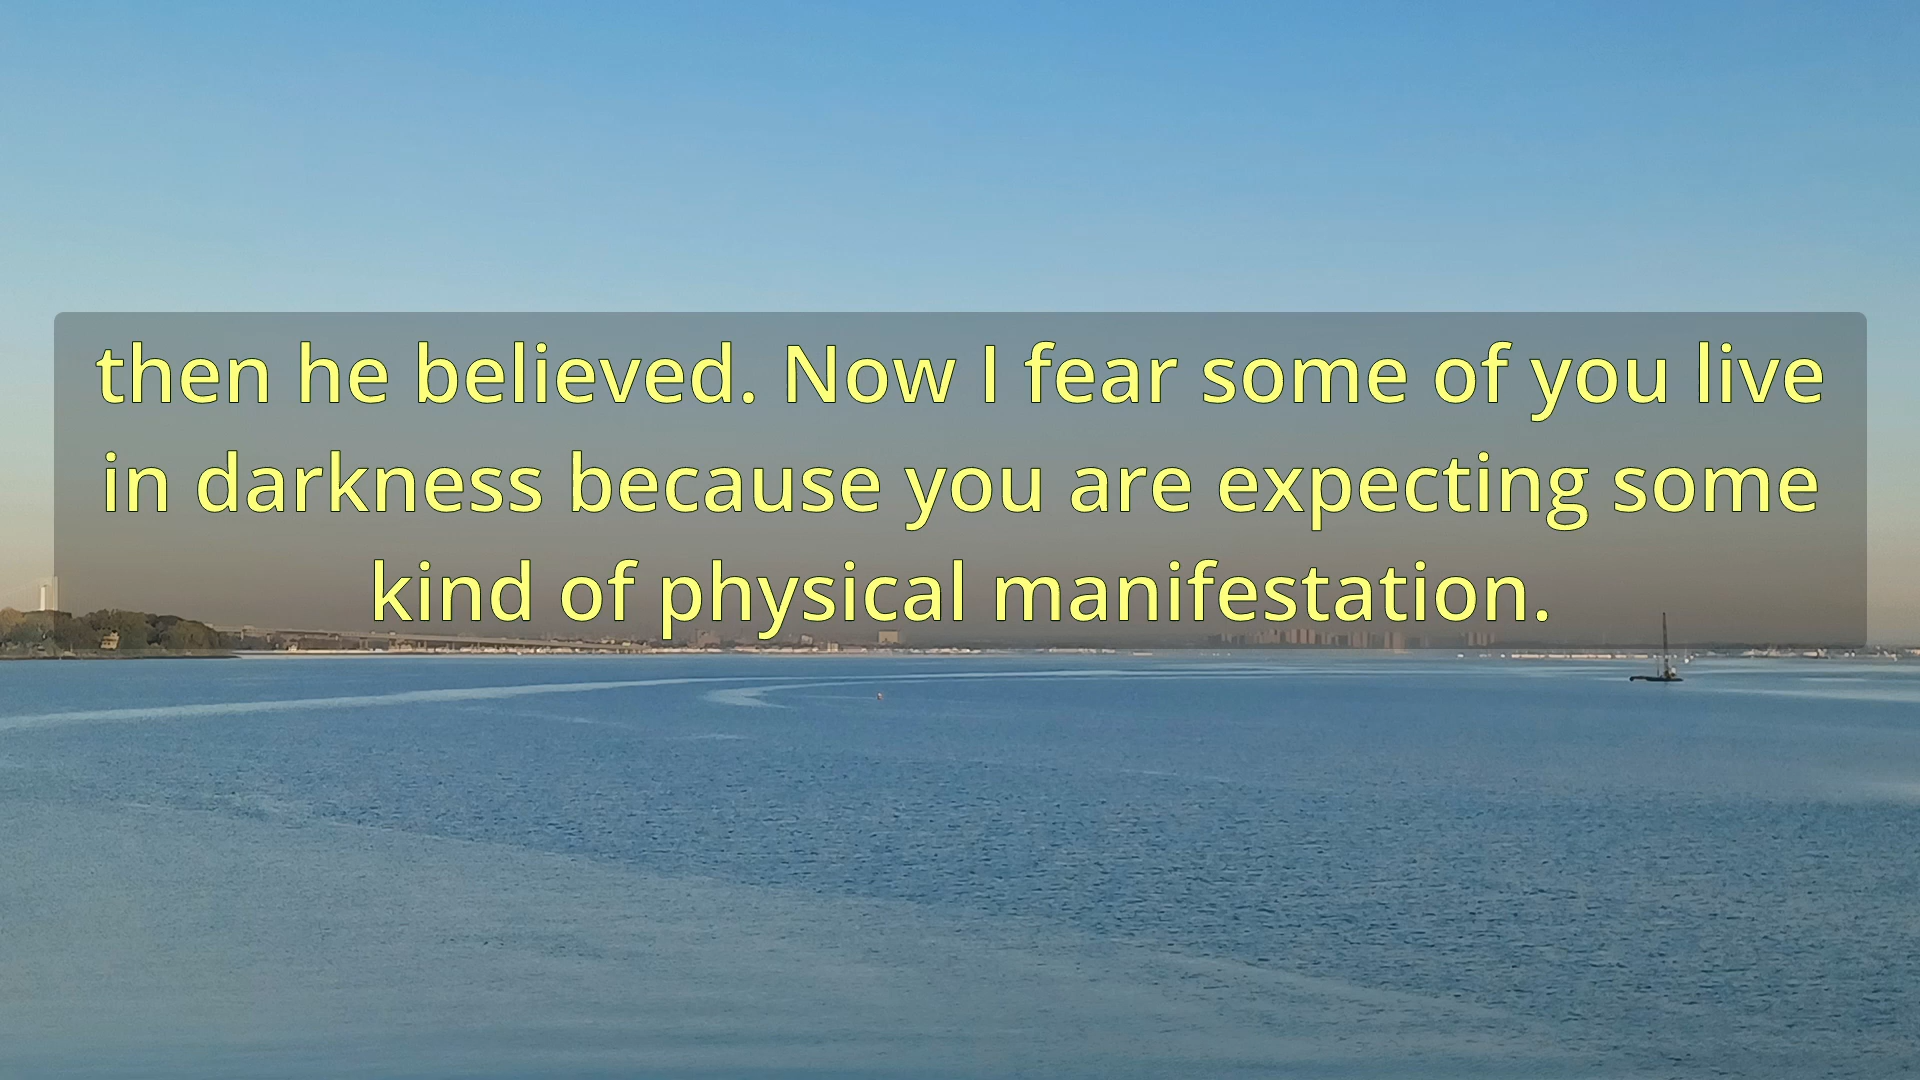 then he believed. Now I fear some of you live
in darkness because you are expecting some
kind of physical manifestation.